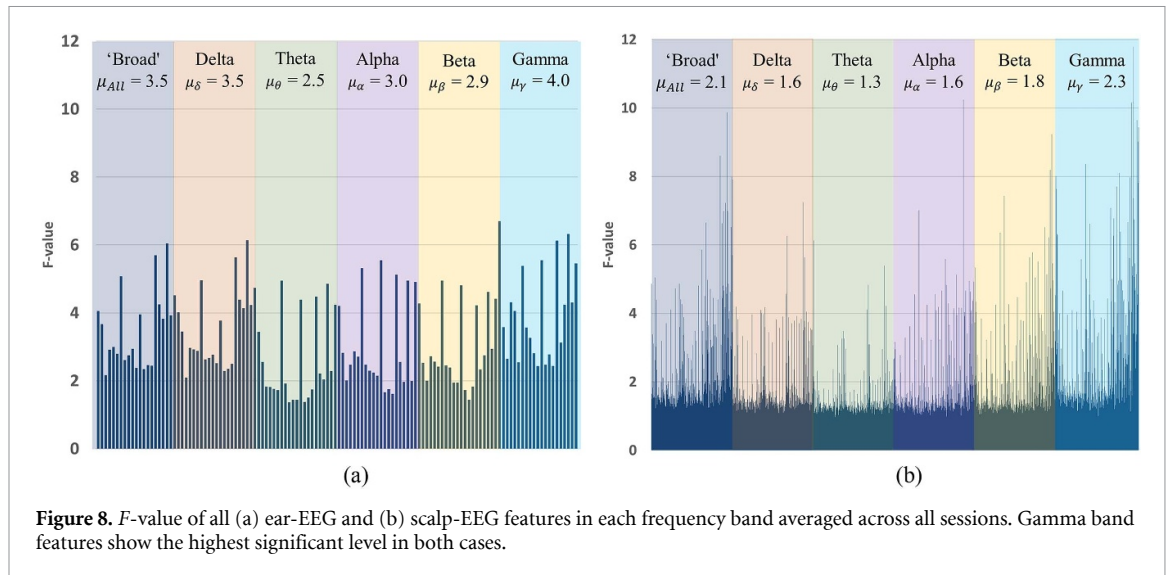 12
10
8
6
4
2
0
F-value
'Broad'
μAll = 3.5
Delta
μδ = 3.5
Theta
μθ = 2.5
Alpha
μα = 3.0
Beta
μβ = 2.9
Gamma
μγ = 4.0
(a)
12
10
8
6
4
2
0
F-value
'Broad'
μAll = 2.1
Delta
μδ = 1.6
Theta
μθ = 1.3
Alpha
μα = 1.6
Beta
μβ = 1.8
Gamma
μγ = 2.3
(b)
Figure 8. F-value of all (a) ear-EEG and (b) scalp-EEG features in each frequency band averaged across all sessions. Gamma band
features show the highest significant level in both cases.